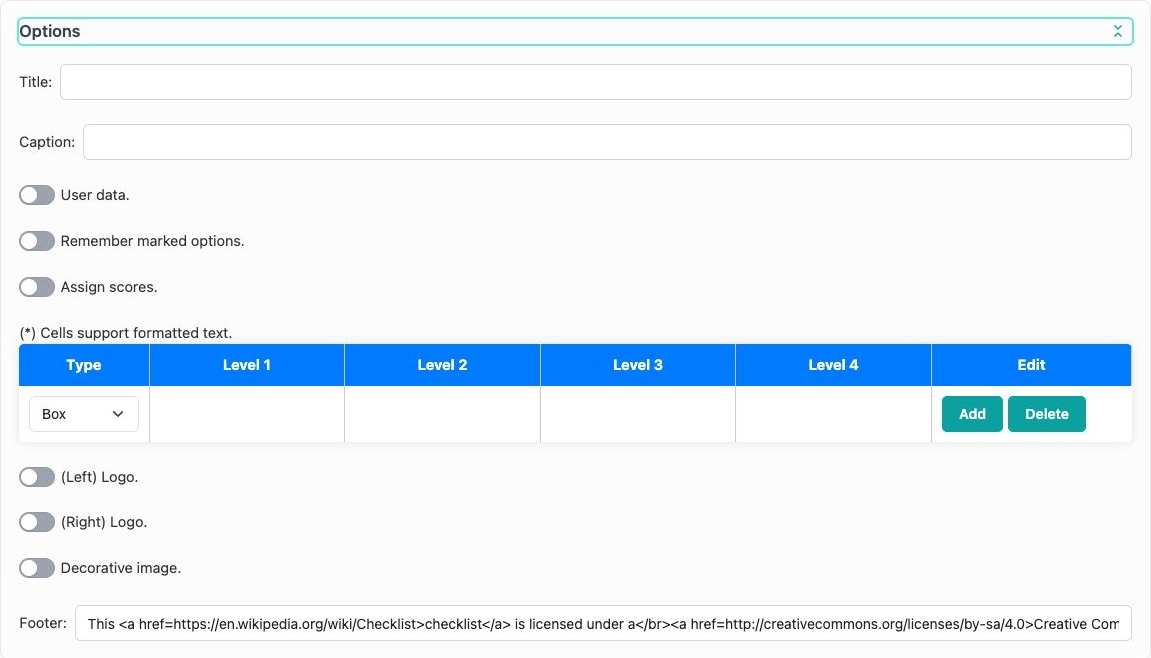 Options
Title:
Caption:
User data.
Remember marked options.
Assign scores.
(*) Cells support formatted text.
Type Level 1 Level 2 Level 3 Level 4 Edit
Box Add Delete
(Left) Logo.
(Right) Logo.
Decorative image.
Footer: This <a href=https://en.wikipedia.org/wiki/Checklist>checklist</a> is licensed under a</br><a href=http://creativecommons.org/licenses/by-sa/4.0>Creative Com